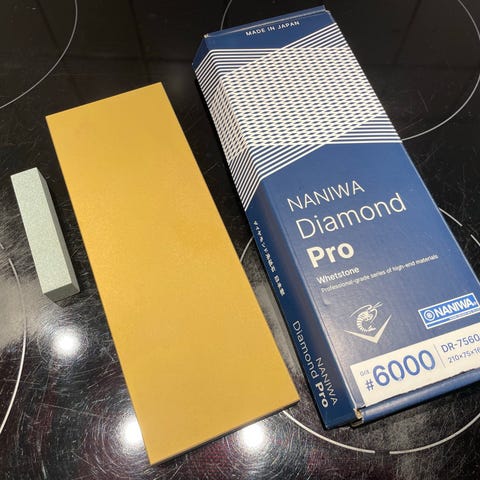 MADE IN JAPAN
NANIWA
Diamond
Pro
Whetstone
Professional-grade series of high-end materials
NANIWA
Grit
#6000
DR-7560
210×75×1
NANIWA
Diamond Pro